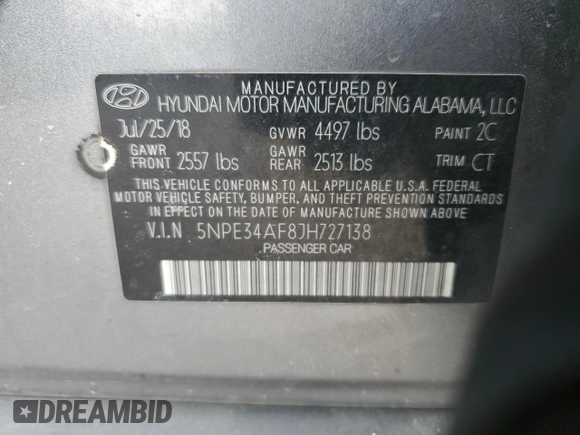 MANUFACTURED BY
HYUNDAI MOTOR MANUFACTURING ALABAMA, LLC
Jul/25/18 GVWR 4497 lbs PAINT 2C
GAWR FRONT 2557 lbs GAWR REAR 2513 lbs TRIM CT
THIS VEHICLE CONFORMS TO ALL APPLICABLE U.S.A. FEDERAL
MOTOR VEHICLE SAFETY, BUMPER, AND THEFT PREVENTION STANDARDS
IN EFFECT ON THE DATE OF MANUFACTURE SHOWN ABOVE.
V.I.N 5NPE34AF8JH727138
PASSENGER CAR
DREAMBID